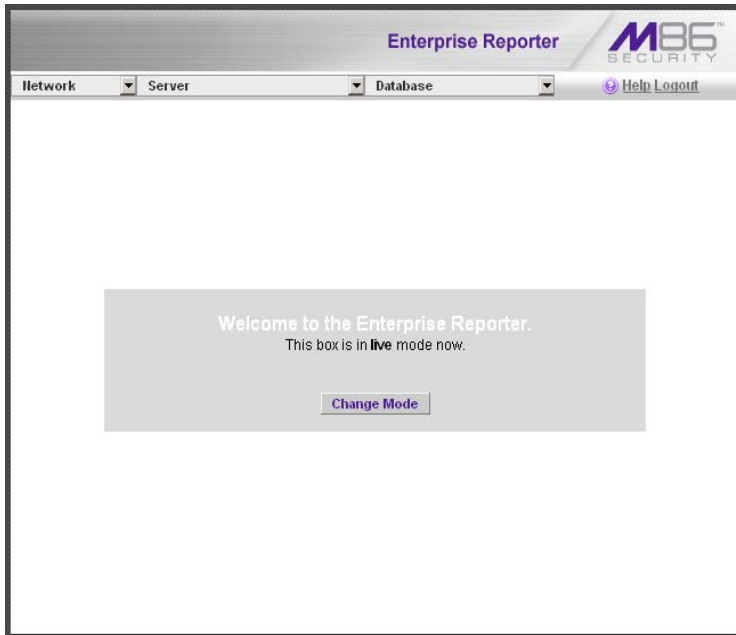 Enterprise Reporter
M86™
SECURITY
Network Server Database Help Logout
Welcome to the Enterprise Reporter.
This box is in live mode now.
Change Mode